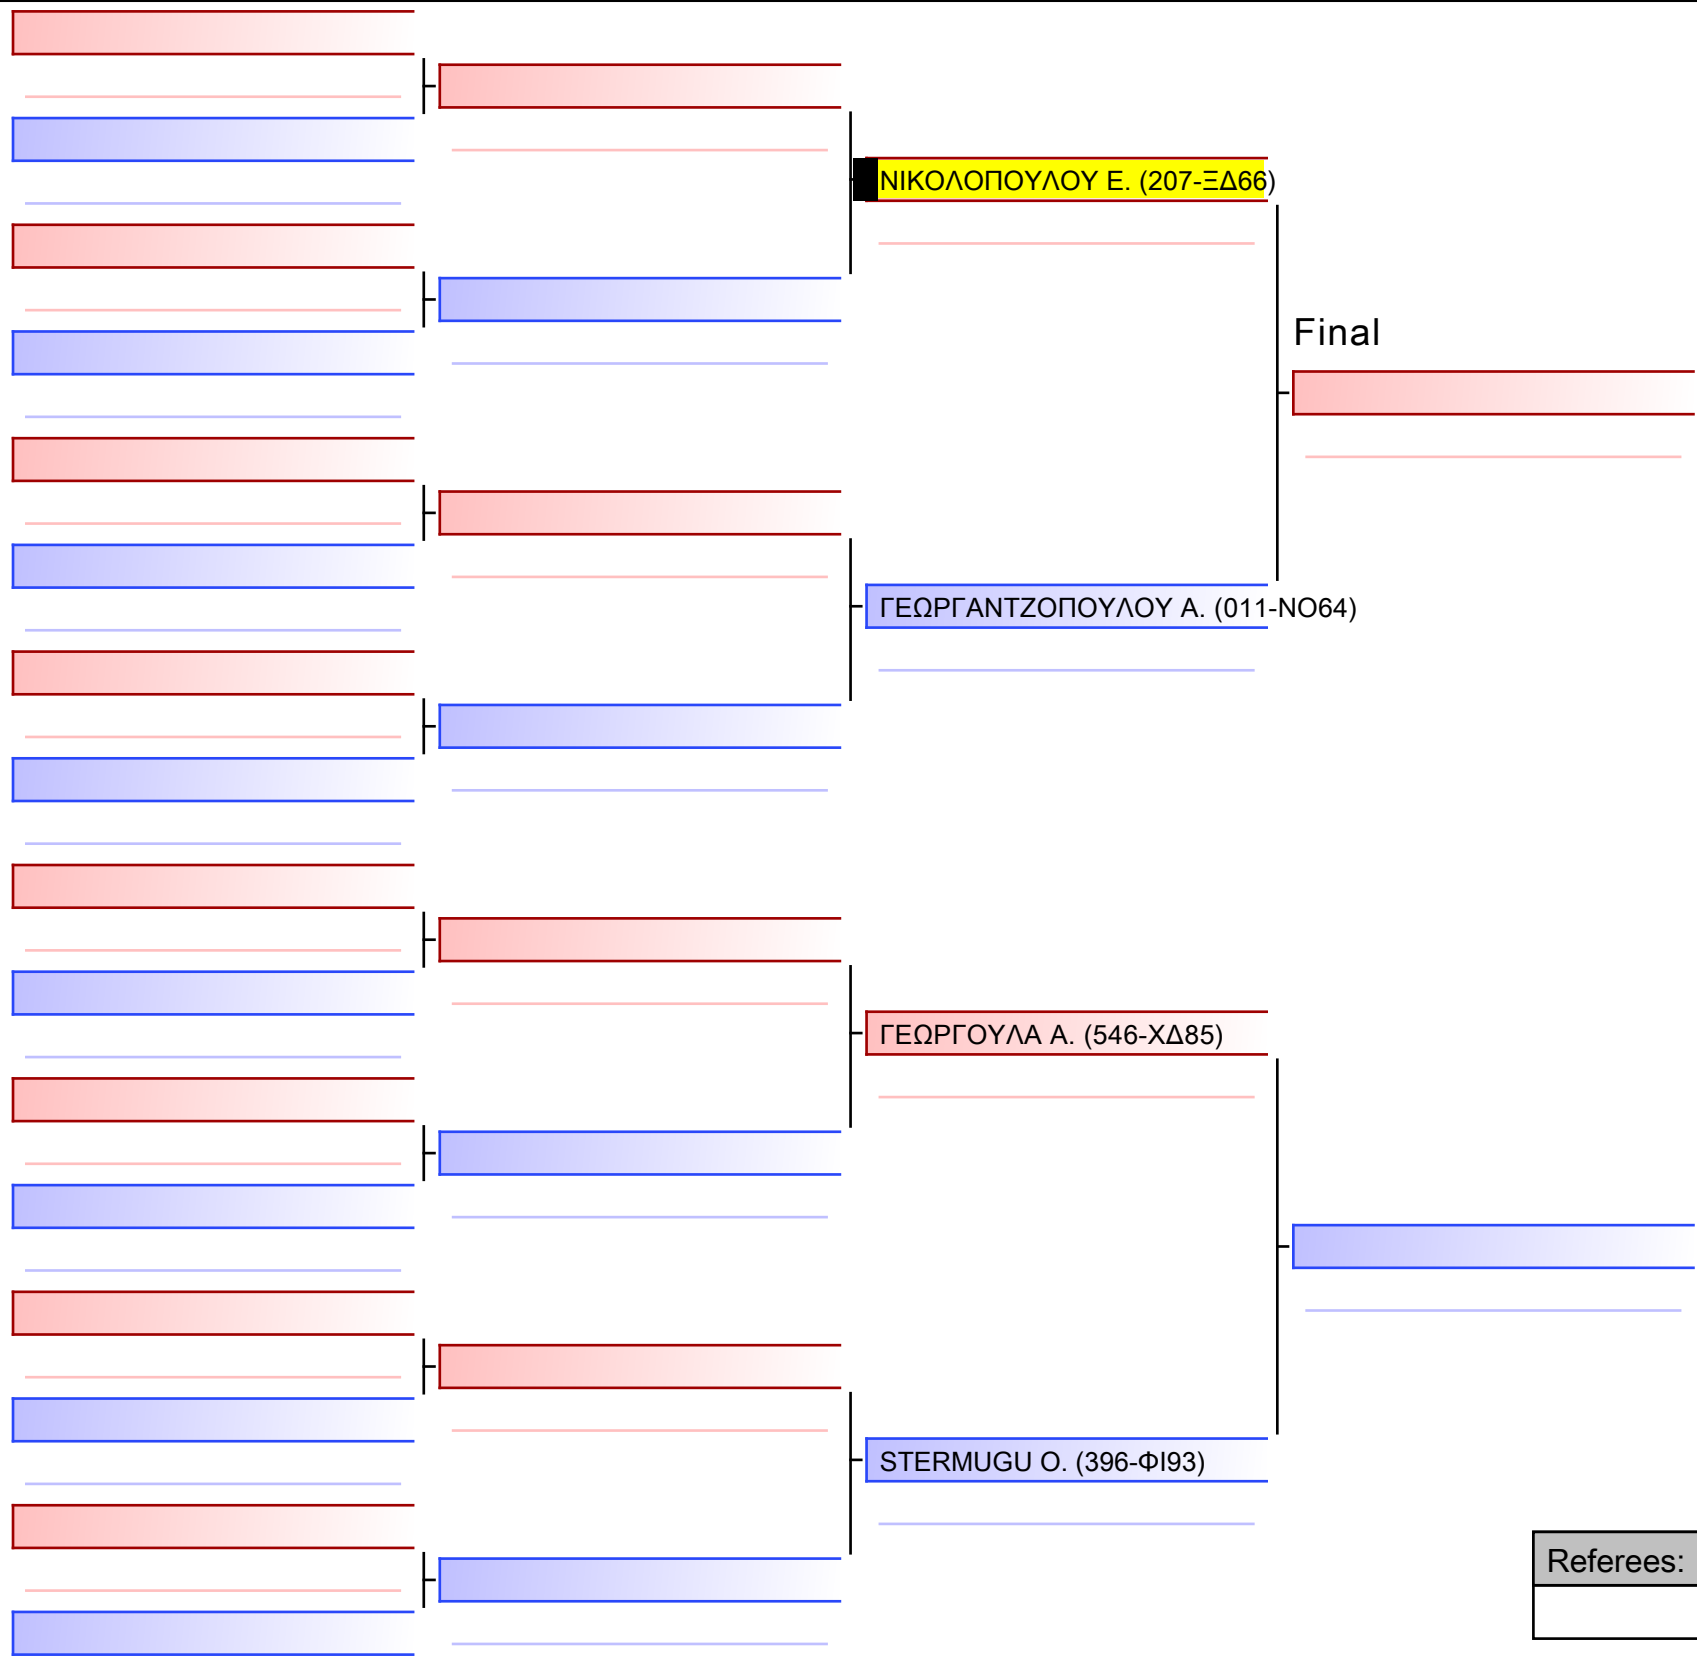 ΝΙΚΟΛΟΠΟΥΛΟΥ Ε. (207-ΞΔ66)
Final
ΓΕΩΡΓΑΝΤΖΟΠΟΥΛΟΥ Α. (011-ΝΟ64)
ΓΕΩΡΓΟΥΛΑ Α. (546-ΧΔ85)
STERMUGU O. (396-ΦΙ93)
Referees: